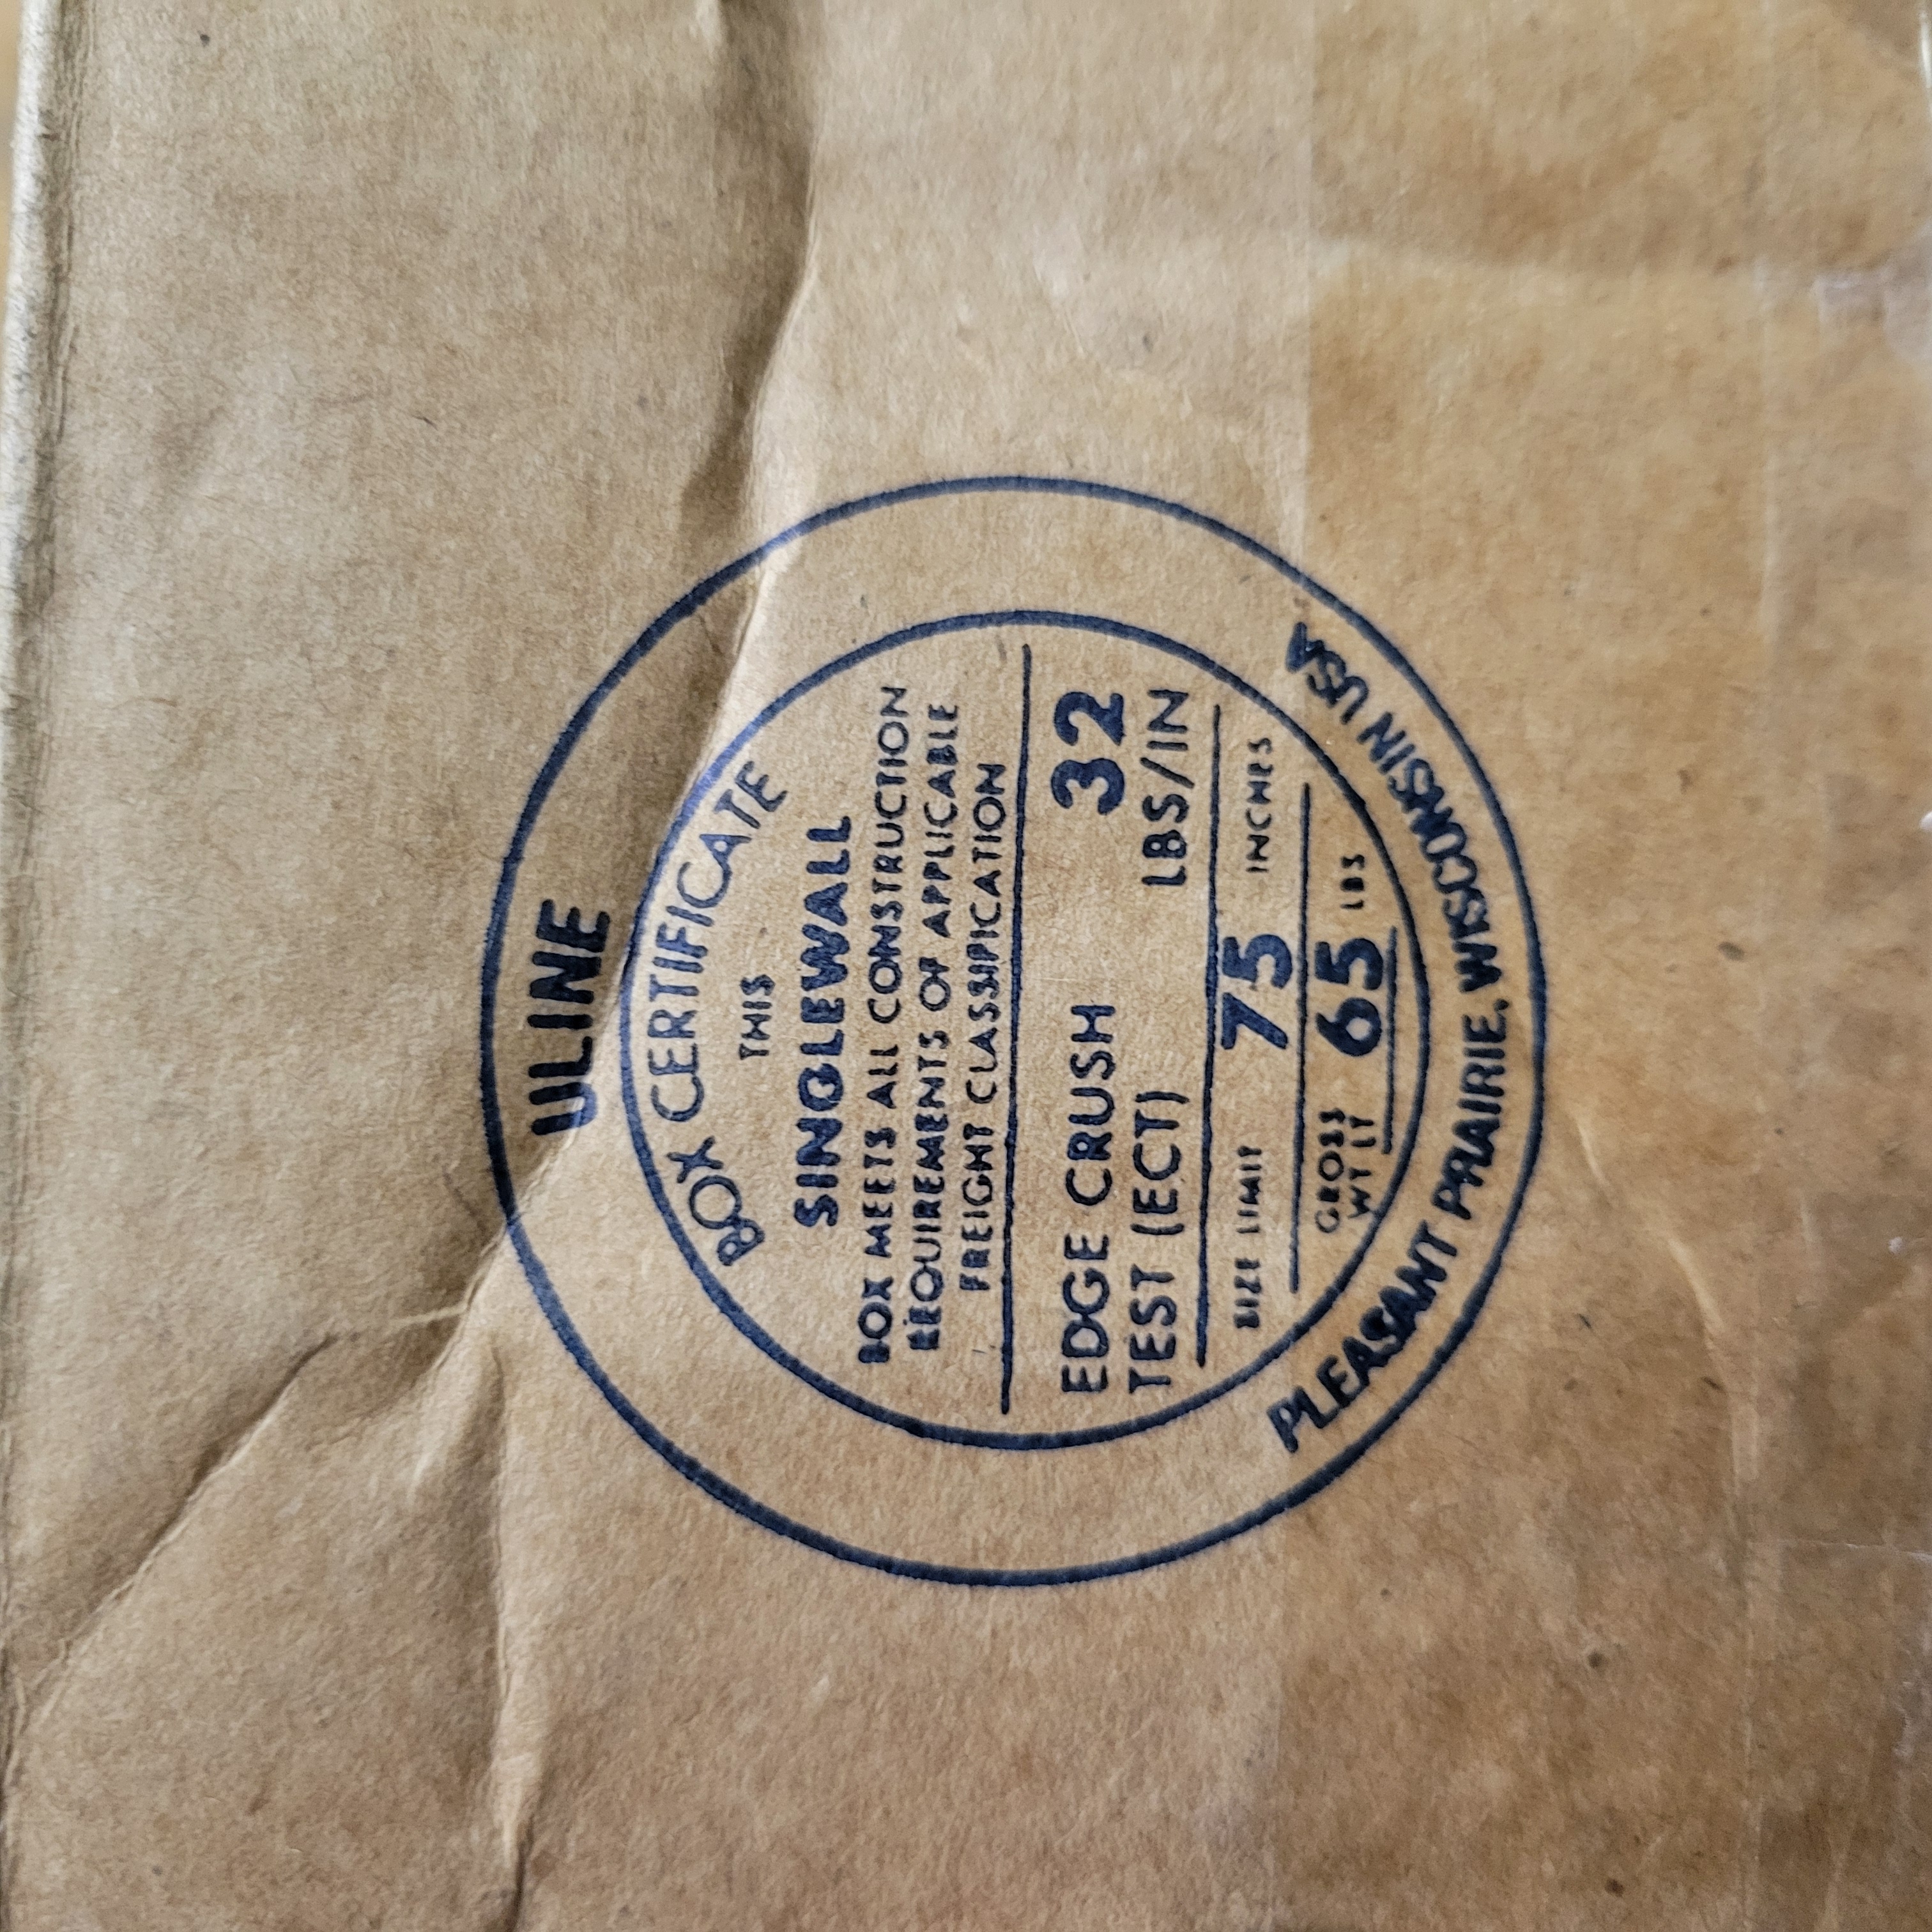 ULINE
BOX CERTIFICATE
THIS
SINGLEWALL
BOX MEETS ALL CONSTRUCTION
REQUIREMENTS OF APPLICABLE
FREIGHT CLASSIFICATION
EDGE CRUSH 32
TEST (ECT) LBS/IN
SIZE LIMIT 75 INCHES
GROSS
WT LT 65 LBS
PLEASANT PRAIRIE, WISCONSIN USA